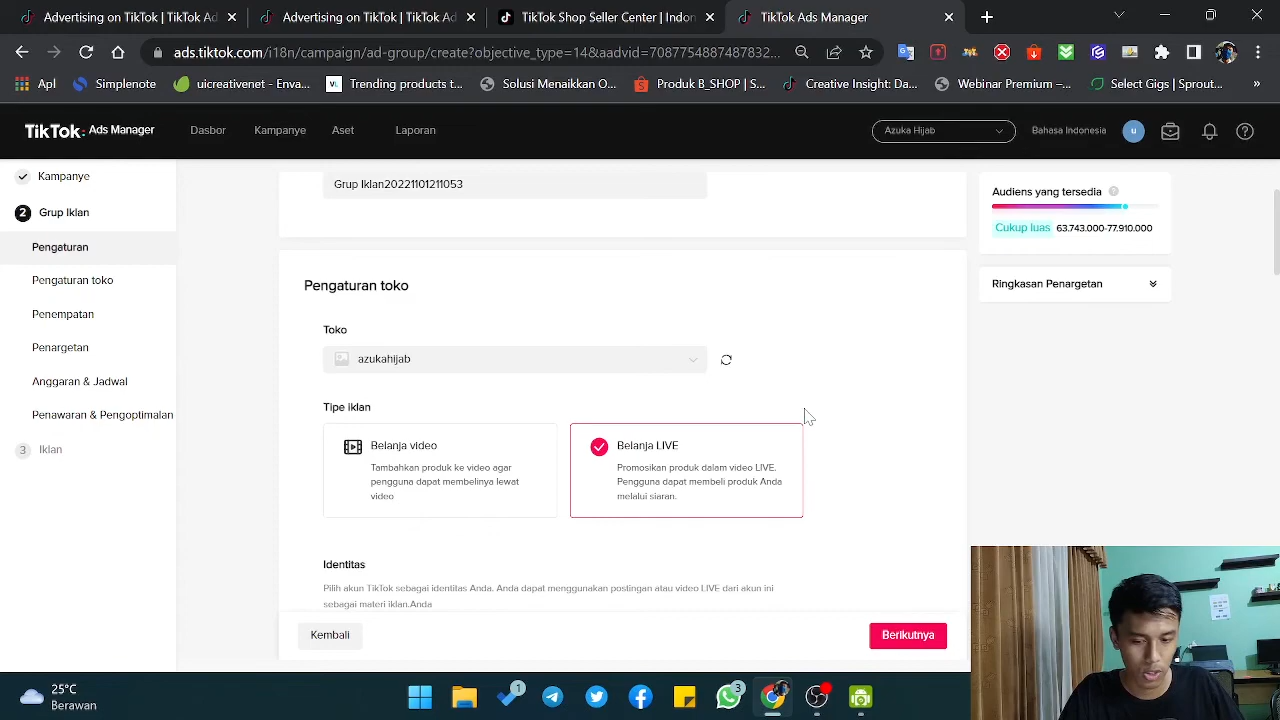 Advertising on TikTok | TikTok Ad
Advertising on TikTok | TikTok Ad
TikTok Shop Seller Center | Indon
TikTok Ads Manager
ads.tiktok.com/i18n/campaign/ad-group/create?objective_type=14&aadvid=7087754887487832...
Apl
Simplenote
uicreativenet - Enva...
Trending products t...
Solusi Menaikkan O...
Produk B_SHOP | S...
Creative Insight: Da...
Webinar Premium –...
Select Gigs | Sprout...
»
TikTok: Ads Manager
Dasbor
Kampanye
Aset
Laporan
Azuka Hijab
Bahasa Indonesia
u
Kampanye
2 Grup Iklan
Pengaturan
Pengaturan toko
Penempatan
Penargetan
Anggaran & Jadwal
Penawaran & Pengoptimalan
3 Iklan
Grup Iklan20221101211053
Pengaturan toko
Toko
azukahijab
Tipe iklan
Belanja video
Tambahkan produk ke video agar
pengguna dapat membelinya lewat
video
Belanja LIVE
Promosikan produk dalam video LIVE.
Pengguna dapat membeli produk Anda
melalui siaran.
Identitas
Pilih akun TikTok sebagai identitas Anda. Anda dapat menggunakan postingan atau video LIVE dari akun ini
sebagai materi iklan.Anda
Kembali
Berikutnya
Audiens yang tersedia
Cukup luas 63.743.000-77.910.000
Ringkasan Penargetan
25°C
Berawan
1
3